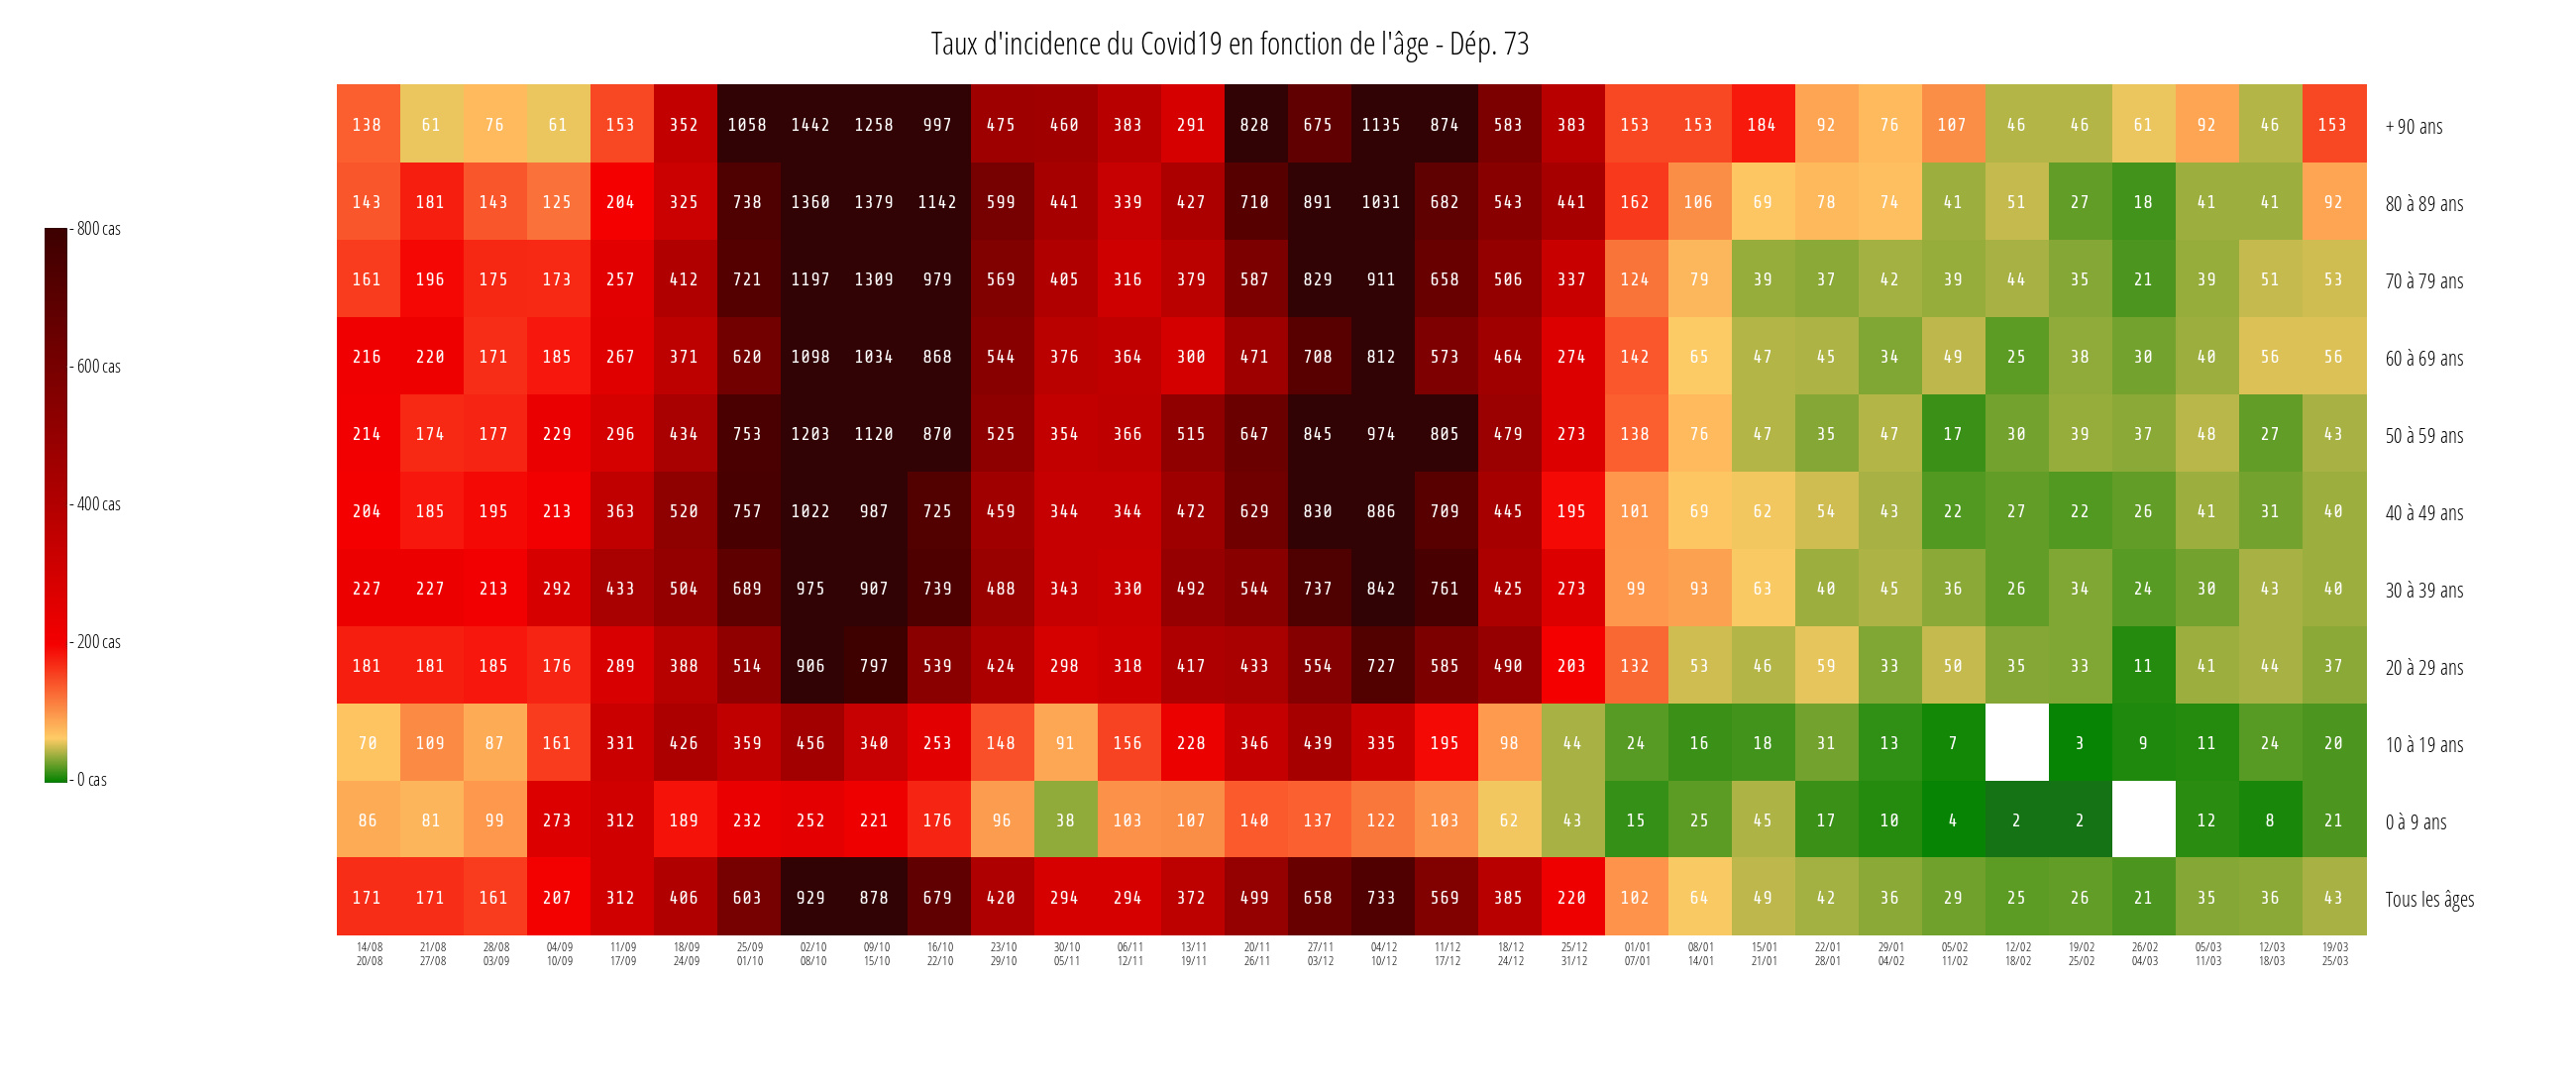 Taux d'incidence du Covid19 en fonction de l'âge - Dép. 73
- 800 cas
- 600 cas
- 400 cas
- 200 cas
- 0 cas
138 61 76 61 153 352 1058 1442 1258 997 475 460 383 291 828 675 1135 874 583 383 153 153 184 92 76 107 46 46 61 92 46 153 + 90 ans
143 181 143 125 204 325 738 1360 1379 1142 599 441 339 427 710 891 1031 682 543 441 162 106 69 78 74 41 51 27 18 41 41 92 80 à 89 ans
161 196 175 173 257 412 721 1197 1309 979 569 405 316 379 587 829 911 658 506 337 124 79 39 37 42 39 44 35 21 39 51 53 70 à 79 ans
216 220 171 185 267 371 620 1098 1034 868 544 376 364 300 471 708 812 573 464 274 142 65 47 45 34 49 25 38 30 40 56 56 60 à 69 ans
214 174 177 229 296 434 753 1203 1120 870 525 354 366 515 647 845 974 805 479 273 138 76 47 35 47 17 30 39 37 48 27 43 50 à 59 ans
204 185 195 213 363 520 757 1022 987 725 459 344 344 472 629 830 886 709 445 195 101 69 62 54 43 22 27 22 26 41 31 40 40 à 49 ans
227 227 213 292 433 504 689 975 907 739 488 343 330 492 544 737 842 761 425 273 99 93 63 40 45 36 26 34 24 30 43 40 30 à 39 ans
181 181 185 176 289 388 514 906 797 539 424 298 318 417 433 554 727 585 490 203 132 53 46 59 33 50 35 33 11 41 44 37 20 à 29 ans
70 109 87 161 331 426 359 456 340 253 148 91 156 228 346 439 335 195 98 44 24 16 18 31 13 7 3 9 11 24 20 10 à 19 ans
86 81 99 273 312 189 232 252 221 176 96 38 103 107 140 137 122 103 62 43 15 25 45 17 10 4 2 2 12 8 21 0 à 9 ans
171 171 161 207 312 406 603 929 878 679 420 294 294 372 499 658 733 569 385 220 102 64 49 42 36 29 25 26 21 35 36 43 Tous les âges
14/08 21/08 28/08 04/09 11/09 18/09 25/09 02/10 09/10 16/10 23/10 30/10 06/11 13/11 20/11 27/11 04/12 11/12 18/12 25/12 01/01 08/01 15/01 22/01 29/01 05/02 12/02 19/02 26/02 05/03 12/03 19/03
20/08 27/08 03/09 10/09 17/09 24/09 01/10 08/10 15/10 22/10 29/10 05/11 12/11 19/11 26/11 03/12 10/12 17/12 24/12 31/12 07/01 14/01 21/01 28/01 04/02 11/02 18/02 25/02 04/03 11/03 18/03 25/03